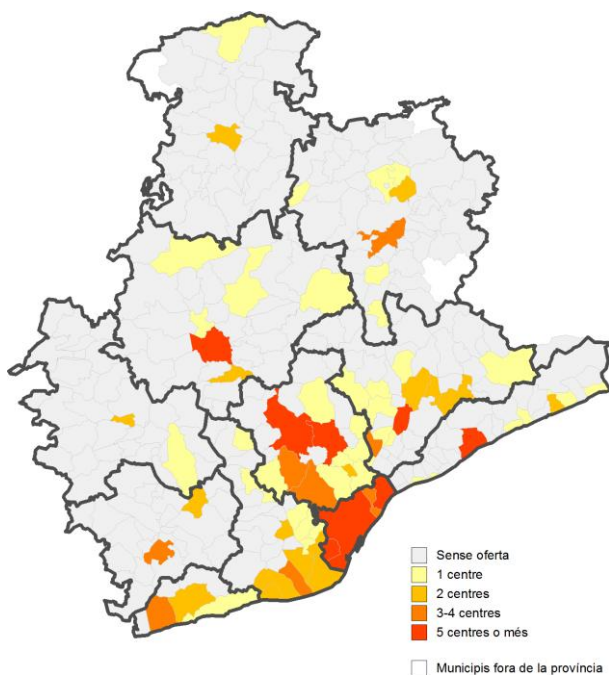 Sense oferta
1 centre
2 centres
3-4 centres
5 centres o més
Municipis fora de la província